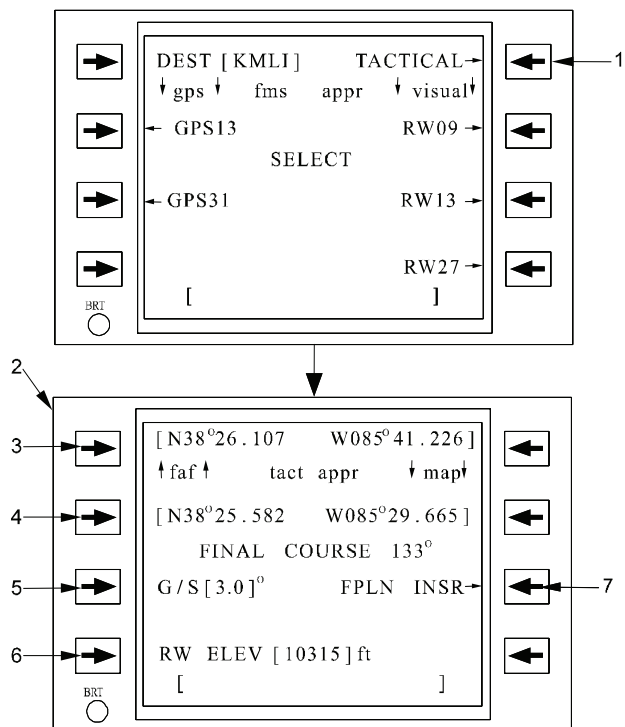 DEST [KMLI] TACTICAL→ 1
↓ gps ↓ fms appr ↓ visual↓
← GPS13 RW09 →
SELECT
← GPS31 RW13 →
RW27 →
BRT [ ]
2
3 [N38°26.107 W085°41.226]
↑ faf ↑ tact appr ↓ map↓
4 [N38°25.582 W085°29.665]
FINAL COURSE 133°
5 G/S[3.0]° FPLN INSR→ 7
6 RW ELEV [10315]ft
BRT [ ]